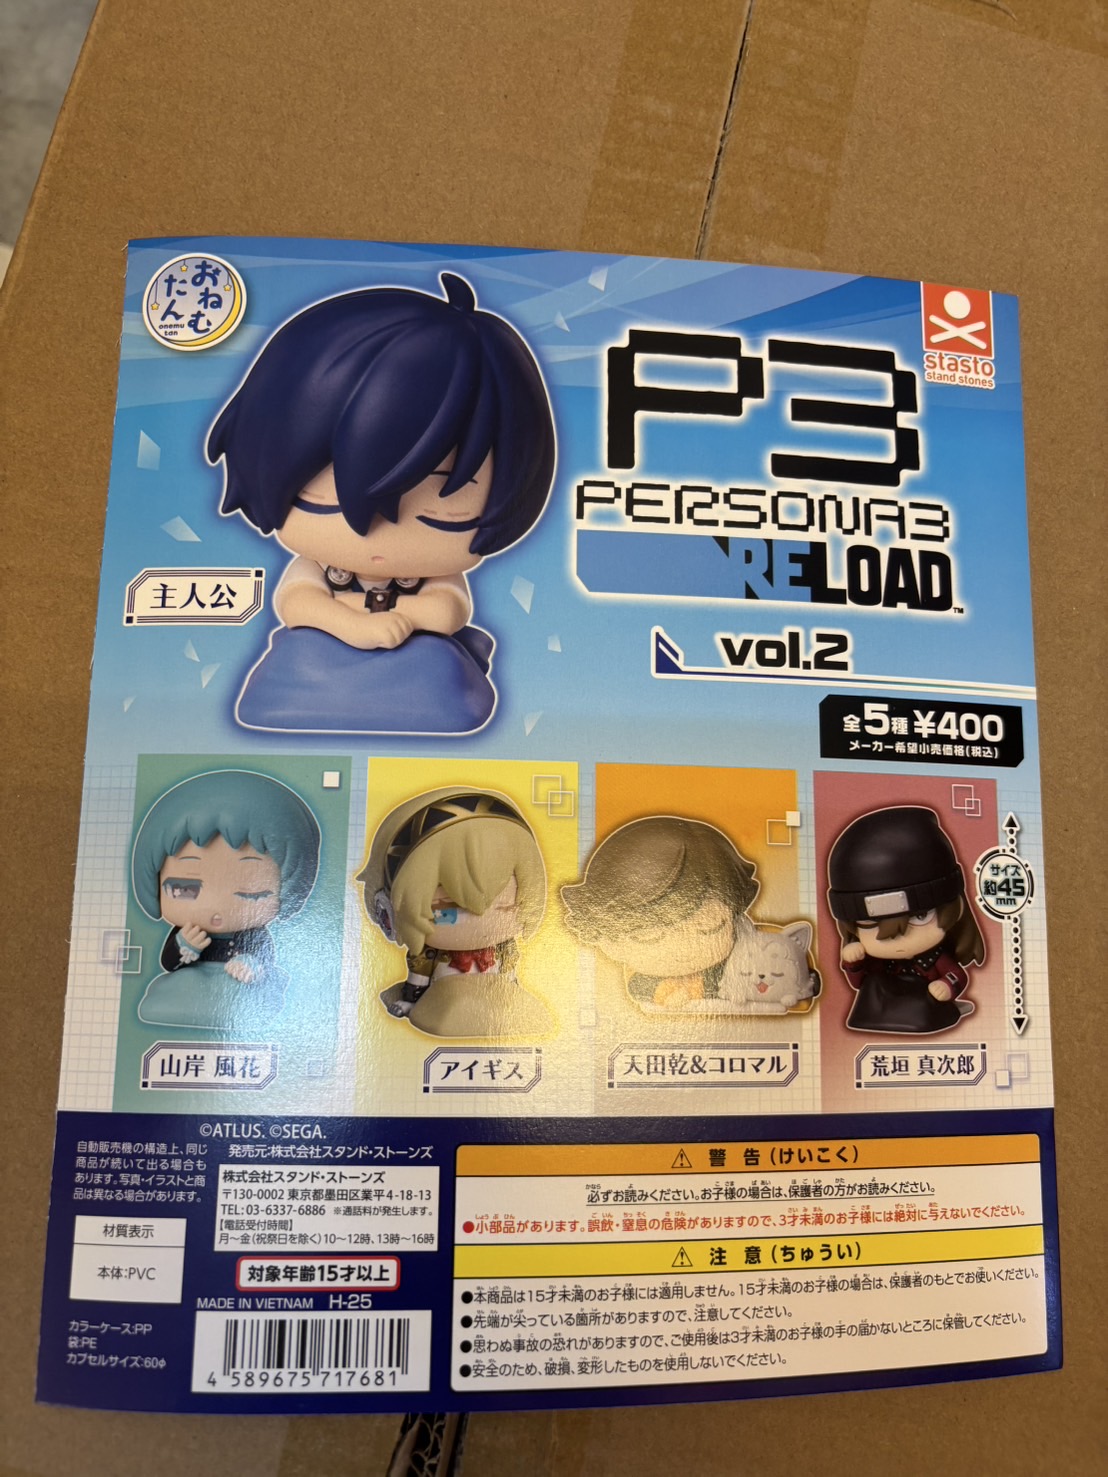 おねむたん
onemu tan
stasto
stand stones
P3
PERSONA3
RELOAD™
vol.2
主人公
全5種 ¥400
メーカー希望小売価格(税込)
サイズ
約45
mm
山岸 風花
アイギス
天田乾&コロマル
荒垣 真次郎
©ATLUS. ©SEGA.
自動販売機の構造上、同じ
商品が続いて出る場合も
あります。写真・イラストと商
品は異なる場合があります。
材質表示
本体:PVC
カラーケース:PP
袋:PE
カプセルサイズ:60φ
発売元:株式会社スタンド・ストーンズ
株式会社スタンド・ストーンズ
〒130-0002 東京都墨田区業平4-18-13
TEL:03-6337-6886 ※通話料が発生します。
【電話受付時間】
月〜金(祝祭日を除く)10〜12時、13時〜16時
対象年齢15才以上
MADE IN VIETNAM H-25
4 589675 717681
⚠ 警 告 (けいこく)
必ずお読みください。お子様の場合は、保護者の方がお読みください。
●小部品があります。誤飲・窒息の危険がありますので、3才未満のお子様には絶対に与えないでください。
⚠ 注 意 (ちゅうい)
●本商品は15才未満のお子様には適用しません。15才未満のお子様の場合は、保護者のもとでお使いください。
●先端が尖っている箇所がありますので、注意してください。
●思わぬ事故の恐れがありますので、ご使用後は3才未満のお子様の手の届かないところに保管してください。
●安全のため、破損、変形したものを使用しないでください。